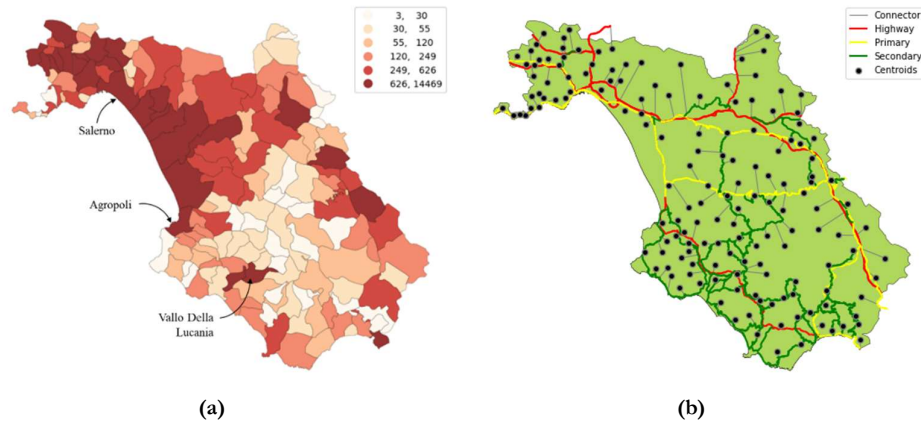 3, 30
30, 55
55, 120
120, 249
249, 626
626, 14469
Salerno
Agropoli
Vallo Della
Lucania
(a)
Connector
Highway
Primary
Secondary
Centroids
(b)